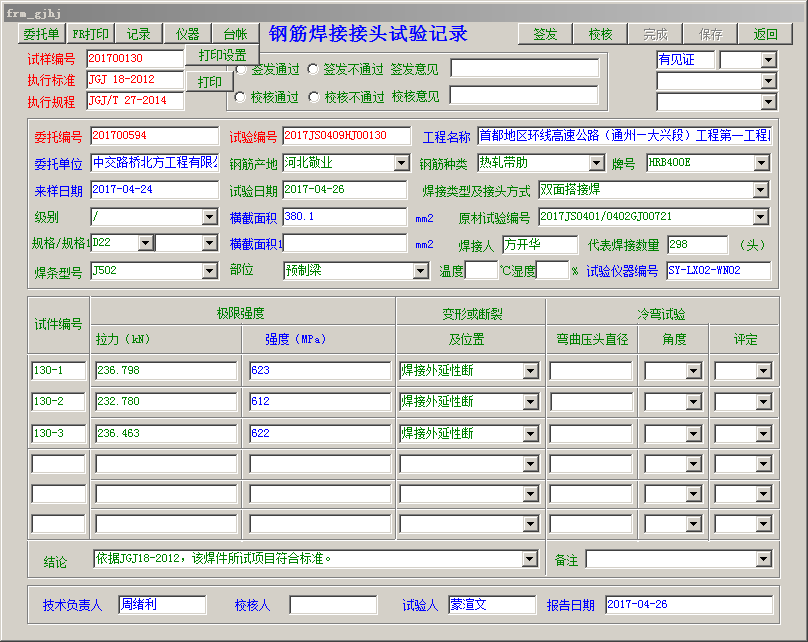 frm_gjhj
委托单 FR打印 记录 仪器 台帐 钢筋焊接接头试验记录 签发 校核 完成 保存 返回
打印设置
打印
试样编号 201700130 签发通过 签发不通过 签发意见 有见证
执行标准 JGJ 18-2012
执行规程 JGJ/T 27-2014 校核通过 校核不通过 校核意见
委托编号 201700594 试验编号 2017JS0409HJ00130 工程名称 首都地区环线高速公路（通州－大兴段）工程第一工程
委托单位 中交路桥北方工程有限公 钢筋产地 河北敬业 钢筋种类 热轧带肋 牌号 HRB400E
来样日期 2017-04-24 试验日期 2017-04-26 焊接类型及接头方式 双面搭接焊
级别 / 横截面积 380.1 mm2 原材试验编号 2017JS0401/0402GJ00721
规格/规格1 D22 横截面积1 mm2 焊接人 方开华 代表焊接数量 298 （头）
焊条型号 J502 部位 预制梁 温度 ℃ 湿度 % 试验仪器编号 SY-LX02-WN02
试件编号 极限强度 变形或断裂 冷弯试验
拉力（kN） 强度（MPa） 及位置 弯曲压头直径 角度 评定
130-1 236.798 623 焊接外延性断
130-2 232.780 612 焊接外延性断
130-3 236.463 622 焊接外延性断
结论 依据JGJ18-2012，该焊件所试项目符合标准。 备注
技术负责人 周绪利 校核人 试验人 蒙渲文 报告日期 2017-04-26